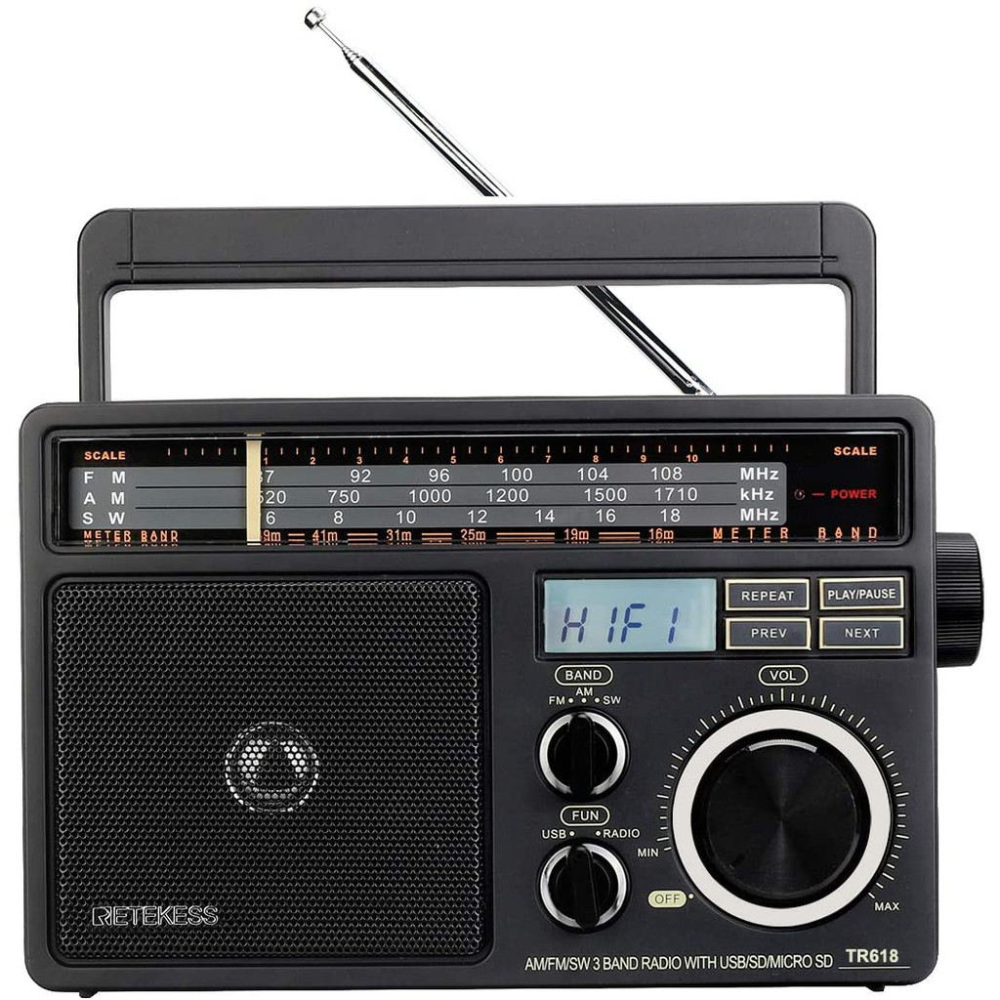 SCALE
1 2 3 4 5 6 7 8 9 10
SCALE
F M 87 92 96 100 104 108 MHz
A M 520 750 1000 1200 1500 1710 kHz
POWER
S W 6 8 10 12 14 16 18 MHz
METER BAND 49m 41m 31m 25m 19m 16m METER BAND
HIFI
REPEAT PLAY/PAUSE
PREV NEXT
BAND
AM
FM SW
VOL
FUN
USB RADIO
MIN
OFF
MAX
RETEKESS
AM/FM/SW 3 BAND RADIO WITH USB/SD/MICRO SD TR618